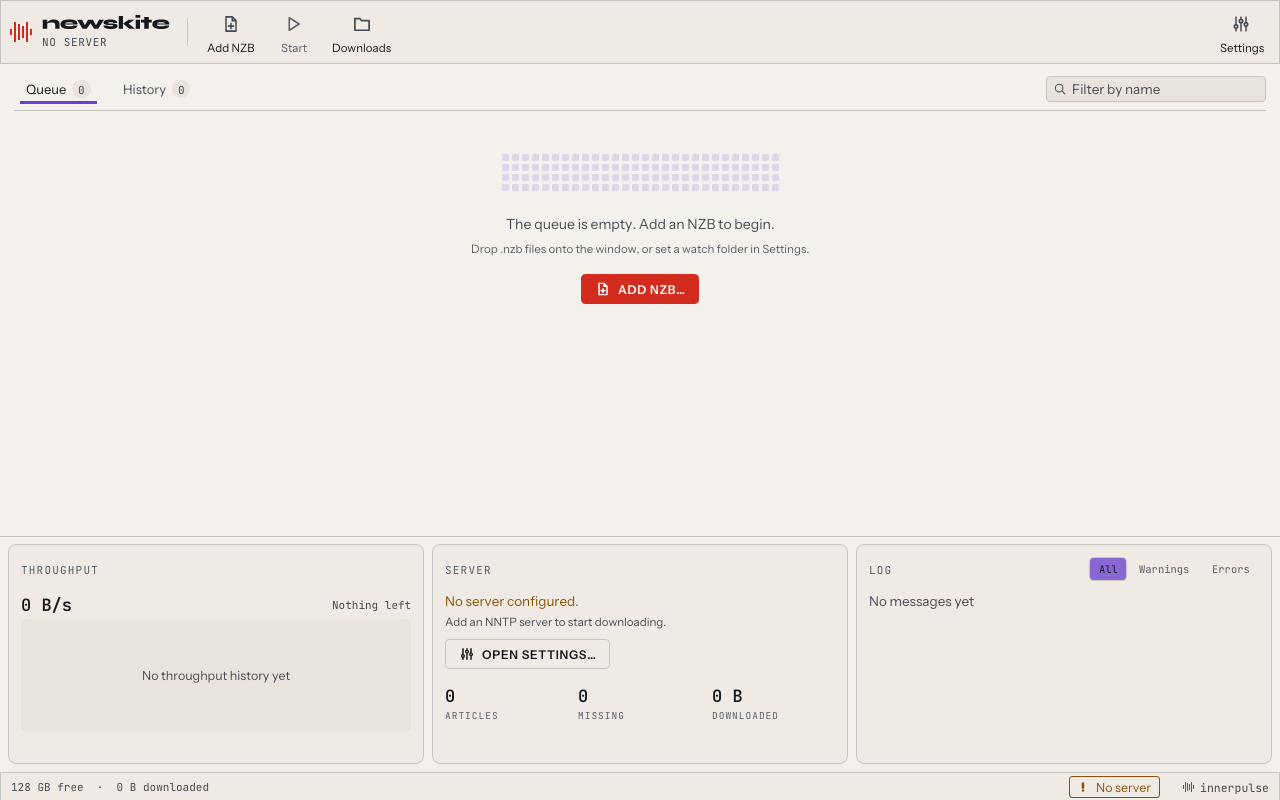 newskite
NO SERVER
Add NZB
Start
Downloads
Settings
Queue 0
History 0
Filter by name
The queue is empty. Add an NZB to begin.
Drop .nzb files onto the window, or set a watch folder in Settings.
ADD NZB…
THROUGHPUT
0 B/s
Nothing left
No throughput history yet
SERVER
No server configured.
Add an NNTP server to start downloading.
OPEN SETTINGS…
0
ARTICLES
0
MISSING
0 B
DOWNLOADED
LOG
All
Warnings
Errors
No messages yet
128 GB free · 0 B downloaded
! No server
innerpulse